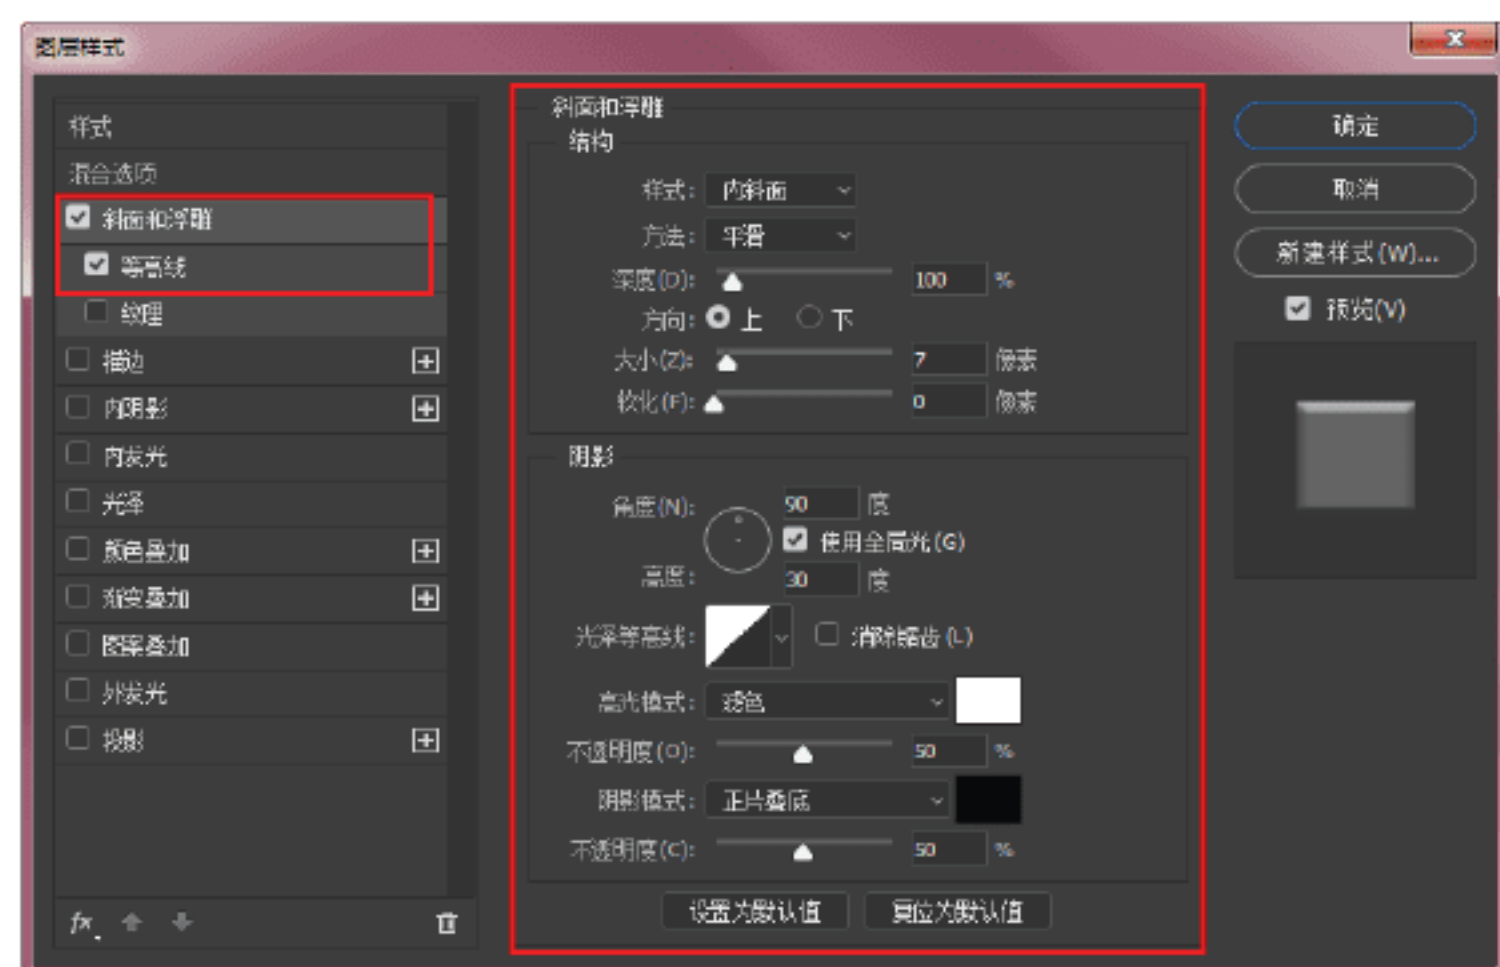 图层样式
样式
混合选项
斜面和浮雕
等高线
纹理
描边
内阴影
内发光
光泽
颜色叠加
渐变叠加
图案叠加
外发光
投影
fx
斜面和浮雕
结构
样式: 内斜面
方法: 平滑
深度(D): 100 %
方向: 上 下
大小(Z): 7 像素
软化(F): 0 像素
阴影
角度(N): 90 度
使用全局光(G)
高度: 30 度
光泽等高线: 消除锯齿(L)
高光模式: 滤色
不透明度(O): 50 %
阴影模式: 正片叠底
不透明度(C): 50 %
设置为默认值 复位为默认值
确定
取消
新建样式(W)...
预览(V)